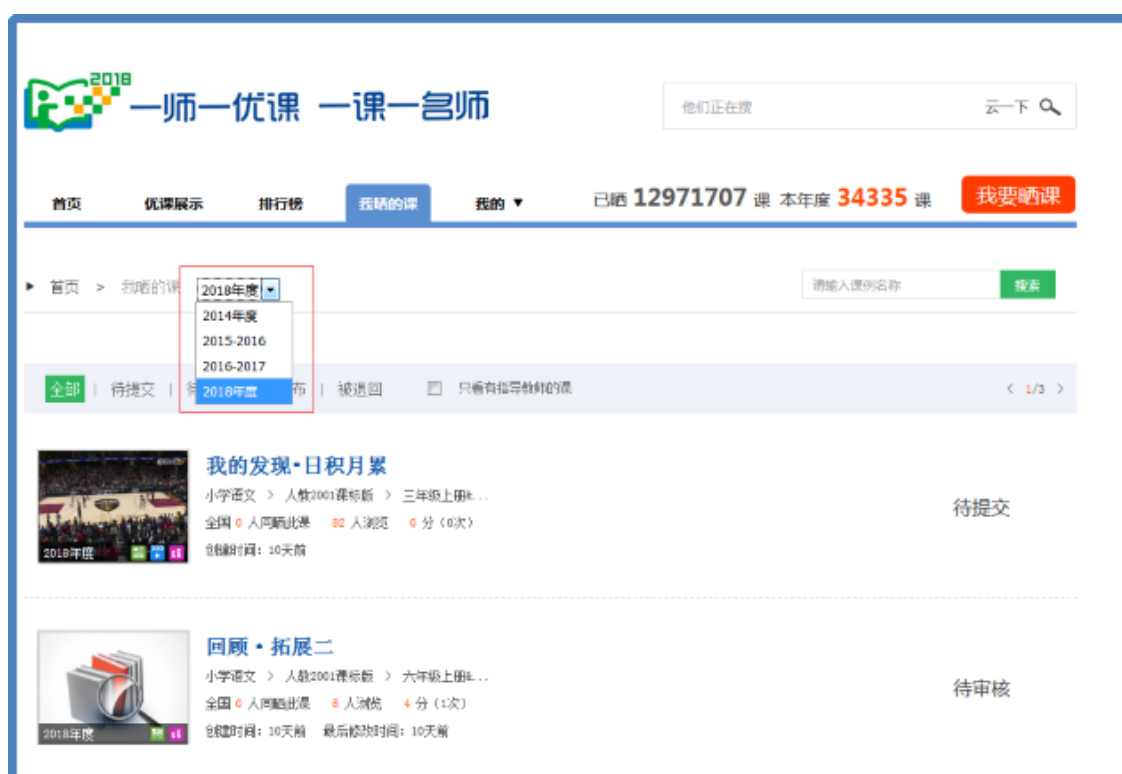 2018
一师一优课 一课一名师
他们正在搜 云一下
首页 优课展示 排行榜 我晒的课 我的 ▼ 已晒 12971707 课 本年度 34335 课 我要晒课
首页 > 我晒的课 2018年度 请输入课例名称 搜索
2014年度
2015-2016
2016-2017
全部 | 待提交 | 2018年度 布 | 被退回 只看有指导教师的课 < 1/3 >
我的发现·日积月累
小学语文 > 人教2001课标版 > 三年级上册&...
全国 0 人同晒此课 82 人浏览 0 分 (0次)
2018年度 创建时间: 10天前
待提交
回顾·拓展二
小学语文 > 人教2001课标版 > 六年级上册&...
全国 0 人同晒此课 6 人浏览 4 分 (1次)
2018年度 创建时间: 10天前 最后修改时间: 10天前
待审核